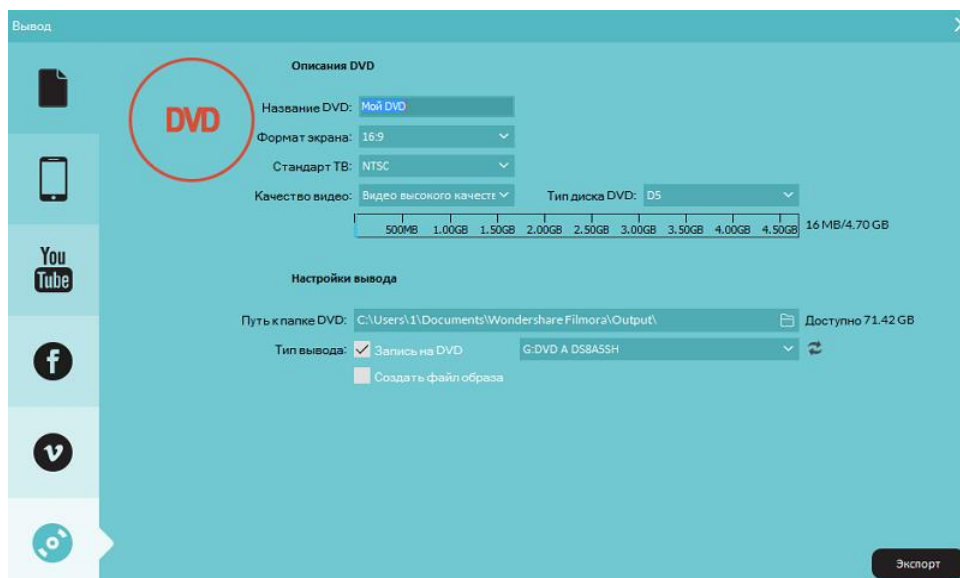 Вывод
Описания DVD
DVD
Название DVD: Мой DVD
Формат экрана: 16:9
Стандарт ТВ: NTSC
Качество видео: Видео высокого качеств Тип диска DVD: D5
500MB 1.00GB 1.50GB 2.00GB 2.50GB 3.00GB 3.50GB 4.00GB 4.50GB 16 MB/4.70 GB
You
Tube
Настройки вывода
Путь к папке DVD: C:\Users\1\Documents\Wondershare Filmora\Output\ Доступно 71.42 GB
Тип вывода: Запись на DVD G:DVD A DS8A5SH
Создать файл образа
Экспорт